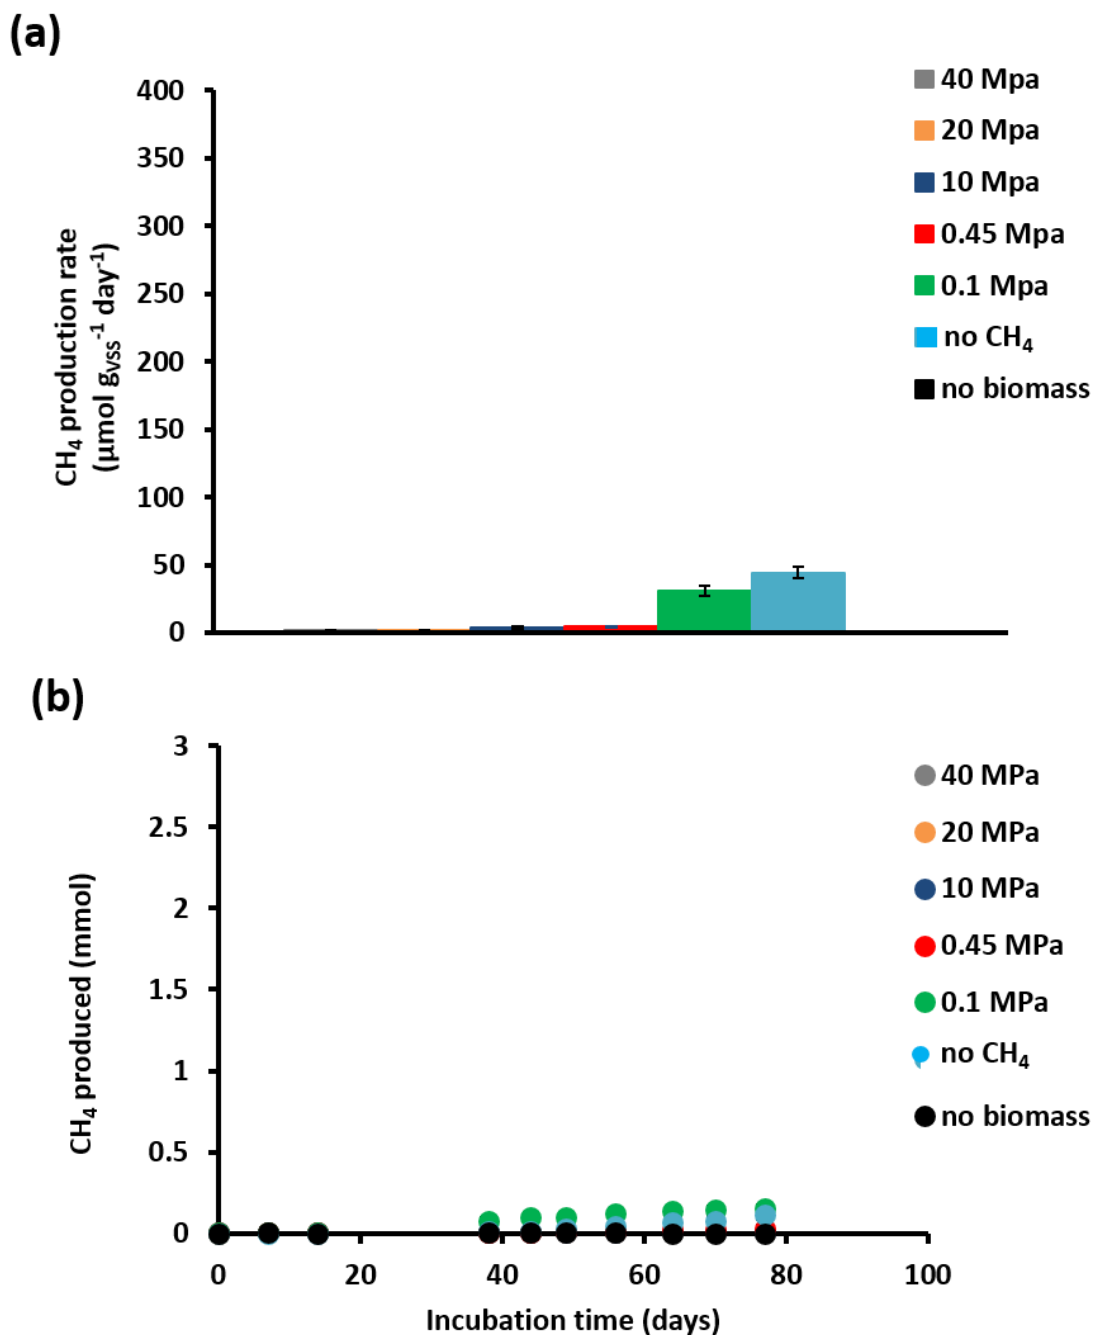 (a)
400
350
300
250
200
150
100
50
0
CH₄ production rate
(µmol gVSS⁻¹ day⁻¹)
40 Mpa
20 Mpa
10 Mpa
0.45 Mpa
0.1 Mpa
no CH₄
no biomass
(b)
3
2.5
2
1.5
1
0.5
0
CH₄ produced (mmol)
0 20 40 60 80 100
Incubation time (days)
40 MPa
20 MPa
10 MPa
0.45 MPa
0.1 MPa
no CH₄
no biomass